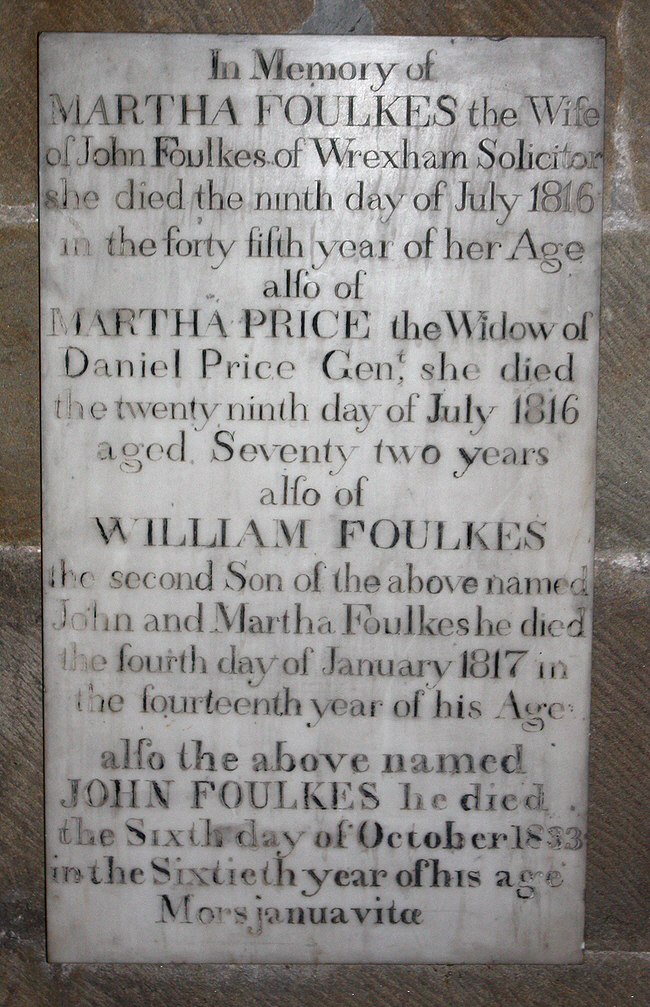 In Memory of
MARTHA FOULKES the Wife
of John Foulkes of Wrexham Solicitor
she died the ninth day of July 1816
in the forty fifth year of her Age
alſo of
MARTHA PRICE the Widow of
Daniel Price Gen.t she died
the twenty ninth day of July 1816
aged Seventy two years
alſo of
WILLIAM FOULKES
the second Son of the above named
John and Martha Foulkes he died
the fourth day of January 1817 in
the fourteenth year of his Age
alſo the above named
JOHN FOULKES he died
the Sixth day of October 1833
in the Sixtieth year of his age
Mors janua vitæ